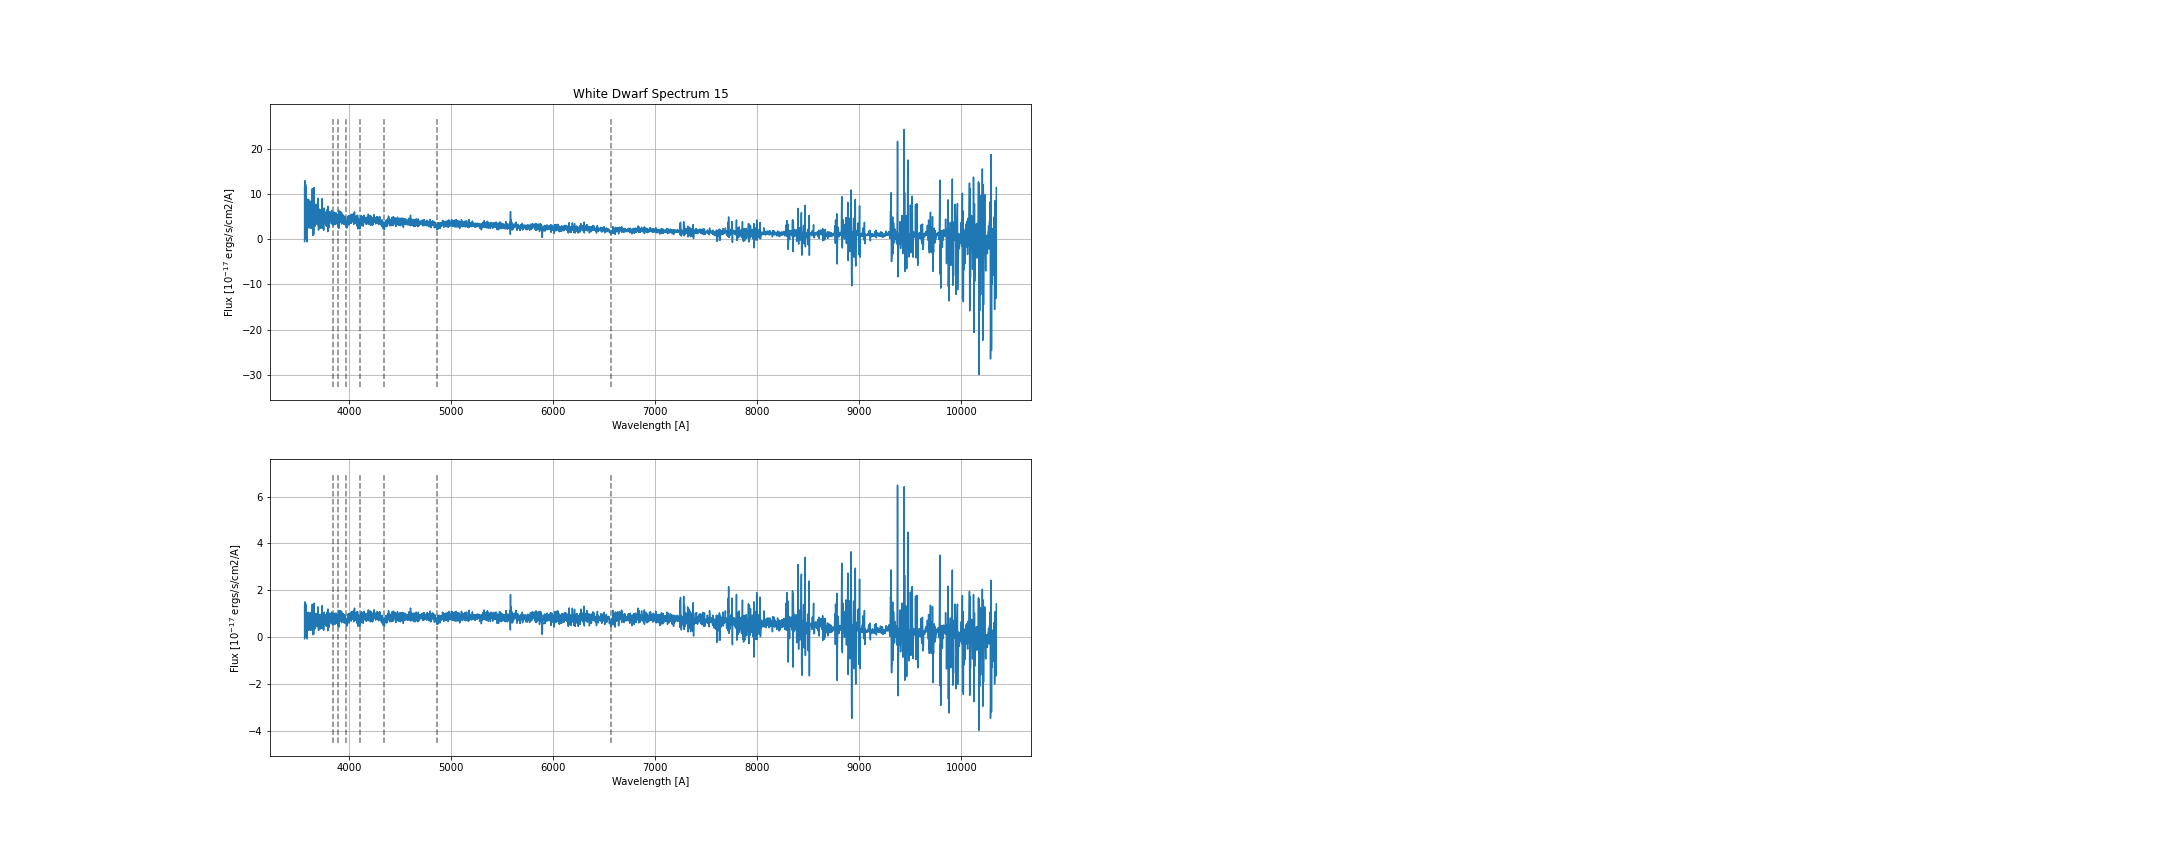 White Dwarf Spectrum 15
20
10
0
−10
−20
−30
Flux [10⁻¹⁷ ergs/s/cm2/A]
4000 5000 6000 7000 8000 9000 10000
Wavelength [A]
6
4
2
0
−2
−4
Flux [10⁻¹⁷ ergs/s/cm2/A]
4000 5000 6000 7000 8000 9000 10000
Wavelength [A]